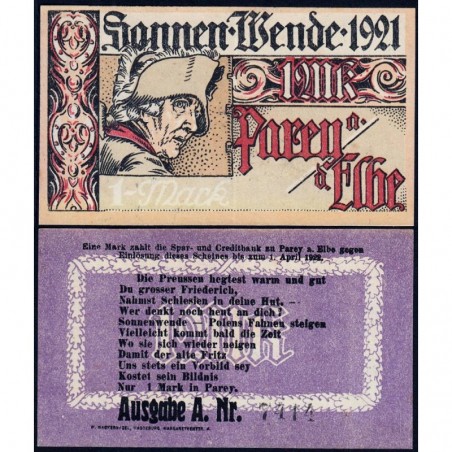 Sonnen-Wende·1921
1 MK
Parey a/
a/ Elbe
1-Mark
Eine Mark zahlt die Spar- und Creditbank zu Parey a. Elbe gegen
Einlösung dieses Scheines bis zum 1. April 1922.
Die Preussen hegtest warm und gut
Du grosser Friederich,
Nahmst Schlesien in deine Hut. –
Wer denkt noch heut an dich?
Sonnenwende – Polens Fahnen steigen
Vielleicht kommt bald die Zeit
Wo sie sich wieder neigen
Damit der alte Fritz
Uns stets ein Vorbild sey
Kostet sein Bildnis
Nur 1 Mark in Parey.
Ausgabe A. Nr. 7914